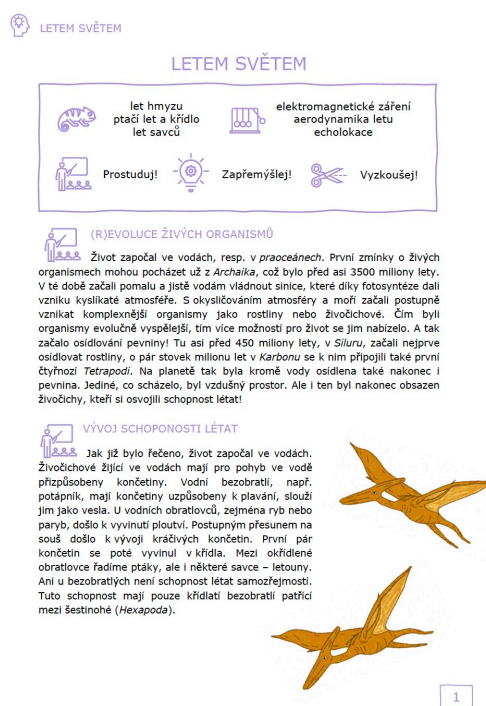 LETEM SVĚTEM
LETEM SVĚTEM
let hmyzu
ptačí let a křídlo
let savců
elektromagnetické záření
aerodynamika letu
echolokace
Prostuduj!
Zapřemýšlej!
Vyzkoušej!
(R)EVOLUCE ŽIVÝCH ORGANISMŮ
Život započal ve vodách, resp. v praoceánech. První zmínky o živých
organismech mohou pocházet už z Archaika, což bylo před asi 3500 miliony lety.
V té době začali pomalu a jistě vodám vládnout sinice, které díky fotosyntéze dali
vzniku kyslíkaté atmosféře. S okysličováním atmosféry a moří začali postupně
vznikat komplexnější organismy jako rostliny nebo živočichové. Čím byli
organismy evolučně vyspělejší, tím více možností pro život se jim nabízelo. A tak
začalo osídlování pevniny! Tu asi před 450 miliony lety, v Siluru, začali nejprve
osídlovat rostliny, o pár stovek milionu let v Karbonu se k nim připojili také první
čtyřnozí Tetrapodi. Na planetě tak byla kromě vody osídlena také nakonec i
pevnina. Jediné, co scházelo, byl vzdušný prostor. Ale i ten byl nakonec obsazen
živočichy, kteří si osvojili schopnost létat!
VÝVOJ SCHOPONOSTI LÉTAT
Jak již bylo řečeno, život započal ve vodách.
Živočichové žijící ve vodách mají pro pohyb ve vodě
přizpůsobeny končetiny. Vodní bezobratlí, např.
potápník, mají končetiny uzpůsobeny k plavání, slouží
jim jako vesla. U vodních obratlovců, zejména ryb nebo
paryb, došlo k vyvinutí ploutví. Postupným přesunem na
souš došlo k vývoji kráčivých končetin. První pár
končetin se poté vyvinul v křídla. Mezi okřídlené
obratlovce řadíme ptáky, ale i některé savce – letouny.
Ani u bezobratlých není schopnost létat samozřejmostí.
Tuto schopnost mají pouze křídlatí bezobratlí patřící
mezi šestinohé (Hexapoda).
1